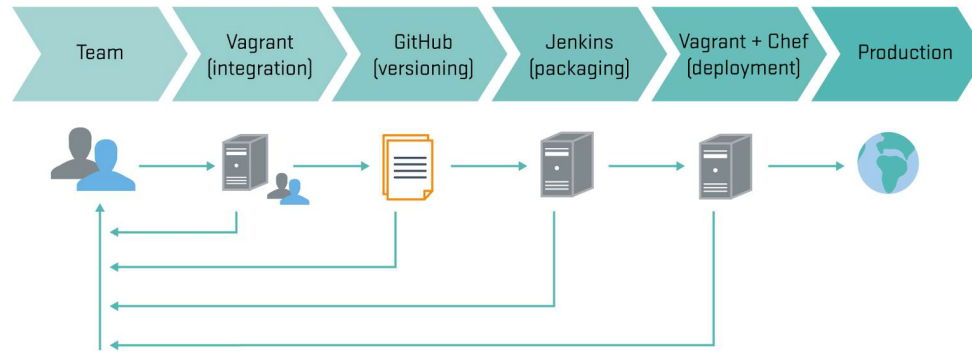 Team
Vagrant
(integration)
GitHub
(versioning)
Jenkins
(packaging)
Vagrant + Chef
(deployment)
Production